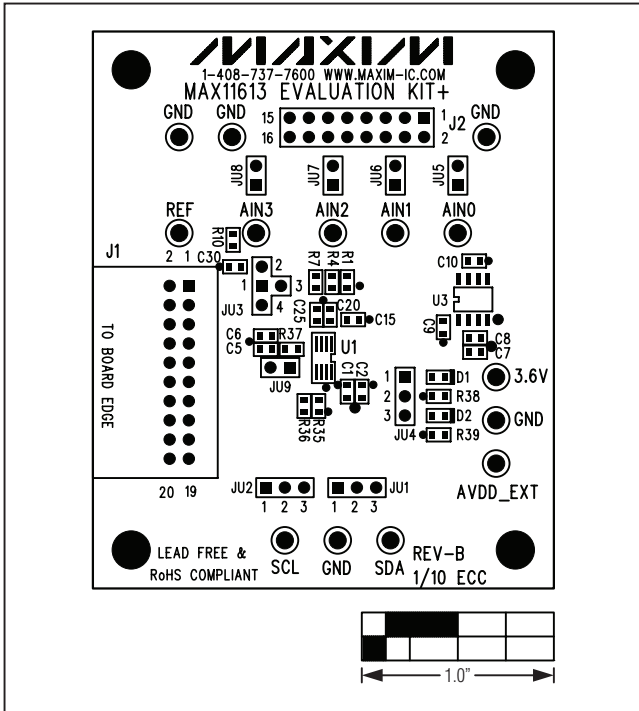 MAXIM
1-408-737-7600 WWW.MAXIM-IC.COM
MAX11613 EVALUATION KIT+
GND GND 15 1 J2 GND
16 2
JU8 JU7 JU6 JU5
REF AIN3 AIN2 AIN1 AIN0
J1 2 1 R10
C30 2 R7 R4 R1 C10
1 3 U3
JU3 4 C25 C20 C15 C9
TO BOARD EDGE
C6 R37 C8
C5 U1 C7
JU9 C1 C2 1 D1 3.6V
2 R38
R36 R35 3 D2 GND
JU4 R39
20 19 JU2 JU1 AVDD_EXT
1 2 3 1 2 3
LEAD FREE & REV-B
RoHS COMPLIANT SCL GND SDA 1/10 ECC
1.0"